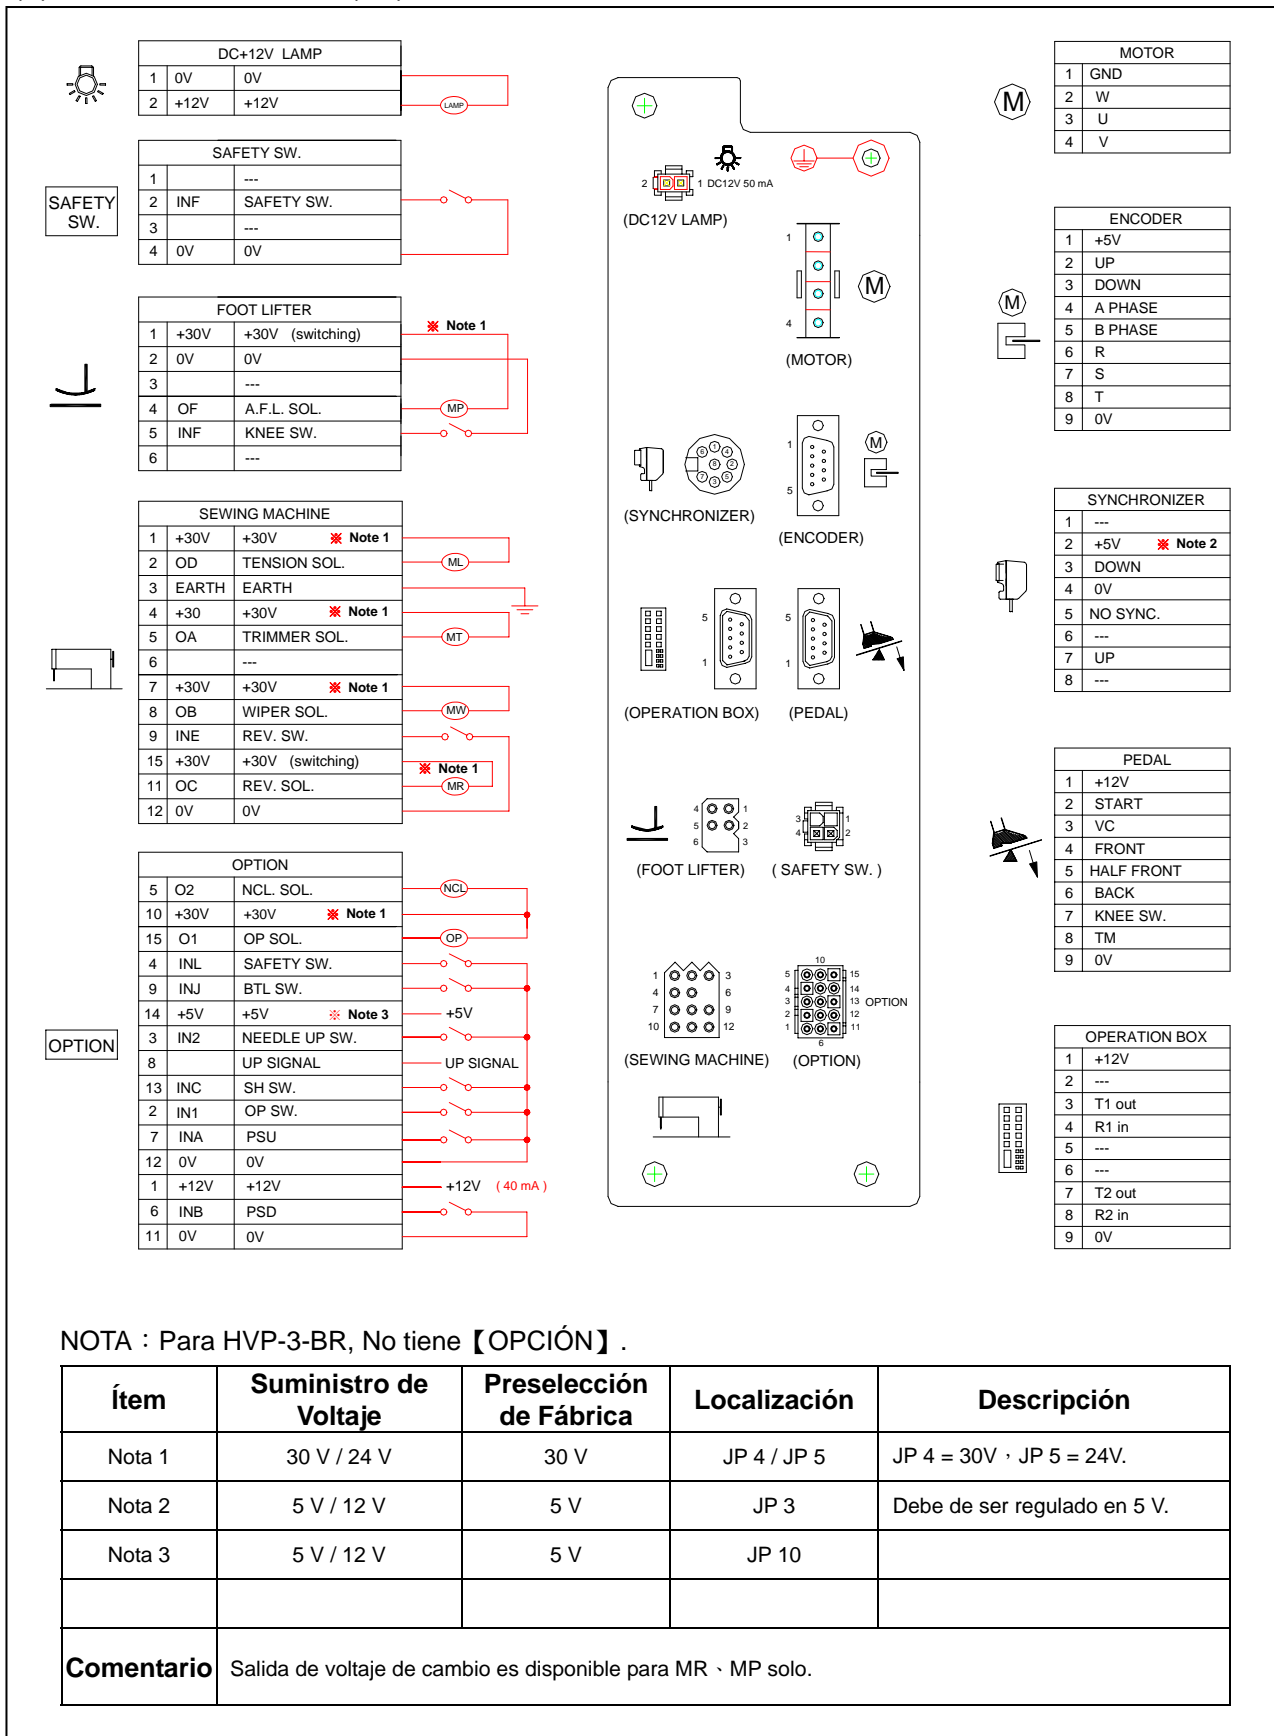 DC+12V LAMP
1 0V 0V
2 +12V +12V
LAMP
SAFETY SW.
SAFETY SW.
1 ---
2 INF SAFETY SW.
3 ---
4 0V 0V
FOOT LIFTER
1 +30V +30V (switching) ※ Note 1
2 0V 0V
3 ---
4 OF A.F.L. SOL. MP
5 INF KNEE SW.
6 ---
SEWING MACHINE
1 +30V +30V ※ Note 1
2 OD TENSION SOL. ML
3 EARTH EARTH
4 +30 +30V ※ Note 1
5 OA TRIMMER SOL. MT
6 ---
7 +30V +30V ※ Note 1
8 OB WIPER SOL. MW
9 INE REV. SW.
15 +30V +30V (switching) ※ Note 1
11 OC REV. SOL. MR
12 0V 0V
OPTION
OPTION
5 O2 NCL. SOL. NCL
10 +30V +30V ※ Note 1
15 O1 OP SOL. OP
4 INL SAFETY SW.
9 INJ BTL SW.
14 +5V +5V ※ Note 3 +5V
3 IN2 NEEDLE UP SW.
8 UP SIGNAL UP SIGNAL
13 INC SH SW.
2 IN1 OP SW.
7 INA PSU
12 0V 0V
1 +12V +12V +12V ( 40 mA )
6 INB PSD
11 0V 0V
2 1 DC12V 50 mA
(DC12V LAMP)
1
4
M
(MOTOR)
6 1 4
8 2
7 3 5
(SYNCHRONIZER)
1
5
M
(ENCODER)
5
1
(OPERATION BOX)
5
1
(PEDAL)
4 1
5 2
6 3
(FOOT LIFTER)
3 1
4 2
( SAFETY SW. )
1 3
4 6
7 9
10 12
(SEWING MACHINE)
10
5 15
4 14
3 13 OPTION
2 12
1 11
6
(OPTION)
M
MOTOR
1 GND
2 W
3 U
4 V
M
ENCODER
1 +5V
2 UP
3 DOWN
4 A PHASE
5 B PHASE
6 R
7 S
8 T
9 0V
SYNCHRONIZER
1 ---
2 +5V ※ Note 2
3 DOWN
4 0V
5 NO SYNC.
6 ---
7 UP
8 ---
PEDAL
1 +12V
2 START
3 VC
4 FRONT
5 HALF FRONT
6 BACK
7 KNEE SW.
8 TM
9 0V
OPERATION BOX
1 +12V
2 ---
3 T1 out
4 R1 in
5 ---
6 ---
7 T2 out
8 R2 in
9 0V
NOTA：Para HVP-3-BR, No tiene【OPCIÓN】.
Ítem Suministro de Voltaje Preselección de Fábrica Localización Descripción
Nota 1 30 V / 24 V 30 V JP 4 / JP 5 JP 4 = 30V，JP 5 = 24V.
Nota 2 5 V / 12 V 5 V JP 3 Debe de ser regulado en 5 V.
Nota 3 5 V / 12 V 5 V JP 10
Comentario Salida de voltaje de cambio es disponible para MR、MP solo.